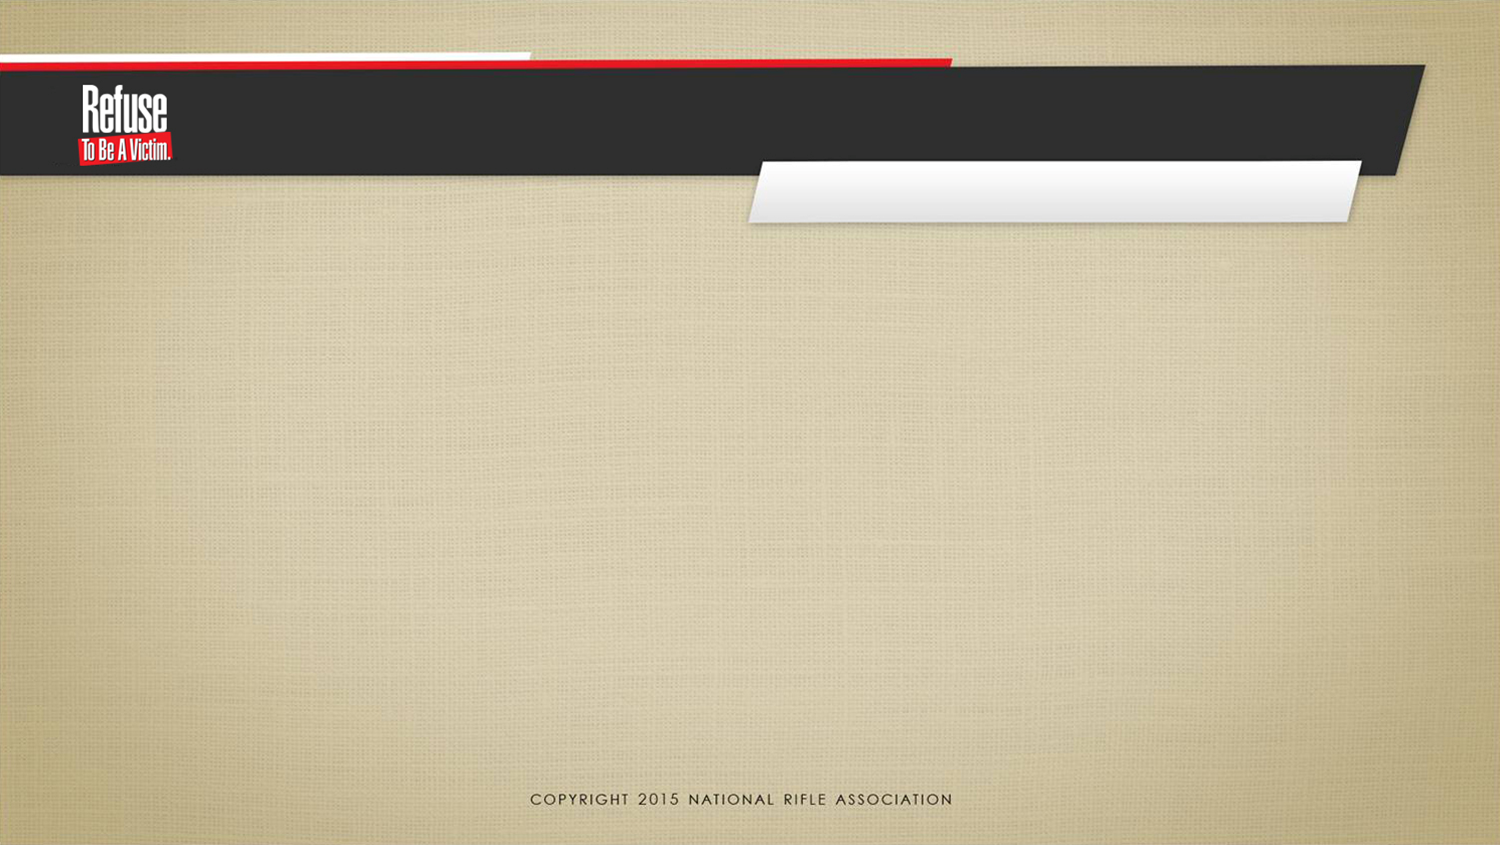 Refuse
To Be A Victim.
COPYRIGHT 2015 NATIONAL RIFLE ASSOCIATION